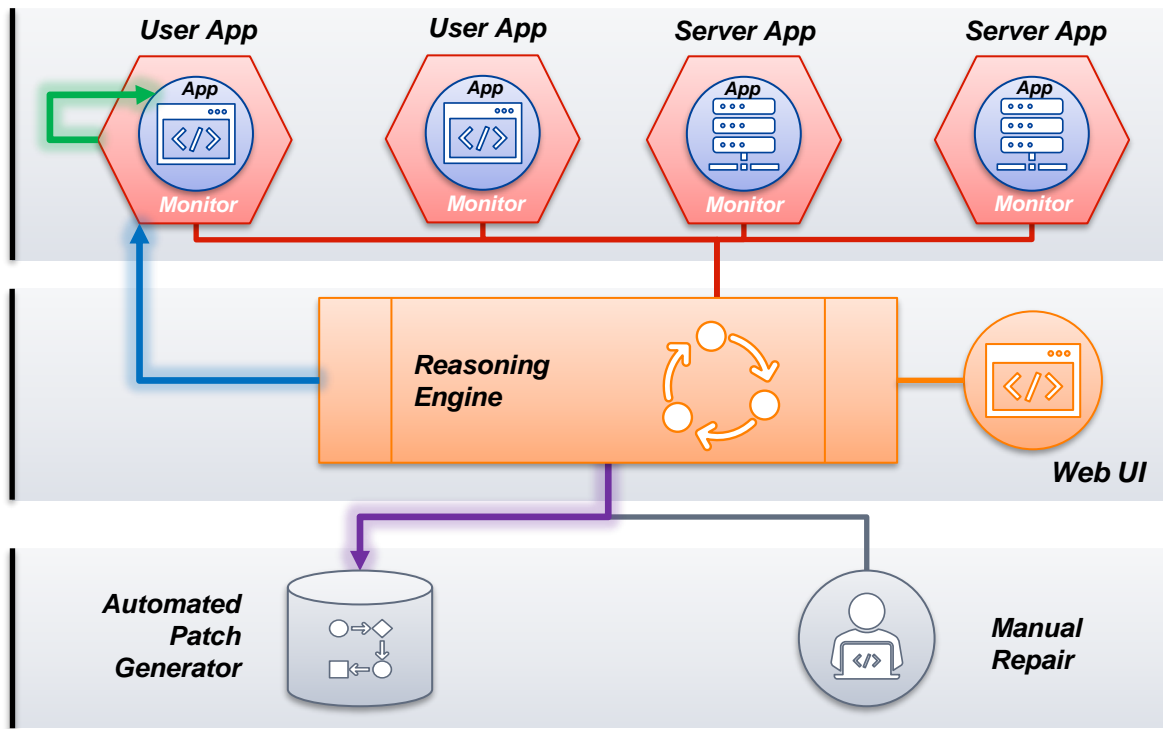 User App
User App
Server App
Server App
App
App
App
App
</>
</>
Monitor
Monitor
Monitor
Monitor
Reasoning
Engine
</>
Web UI
Automated
Patch
Generator
</>
Manual
Repair